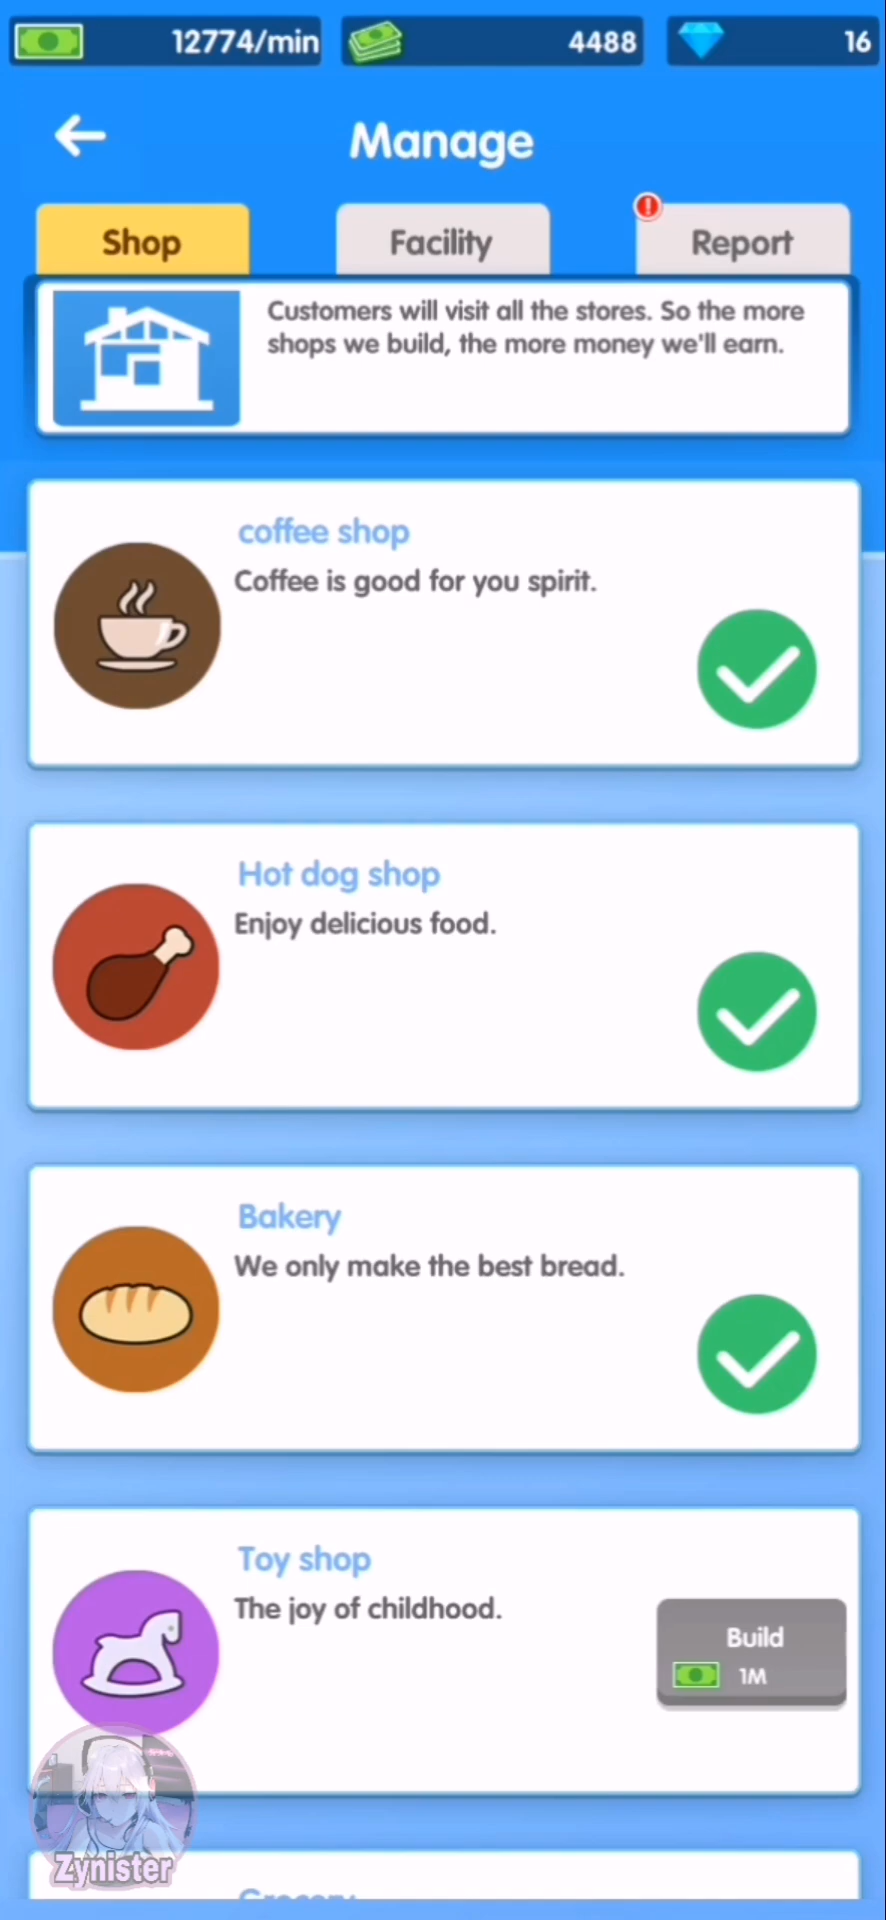 12774/min
4488
16
Manage
Shop
Facility
Report
Customers will visit all the stores. So the more
shops we build, the more money we'll earn.
coffee shop
Coffee is good for you spirit.
Hot dog shop
Enjoy delicious food.
Bakery
We only make the best bread.
Toy shop
The joy of childhood.
Build
1M
Zynister
Grocery